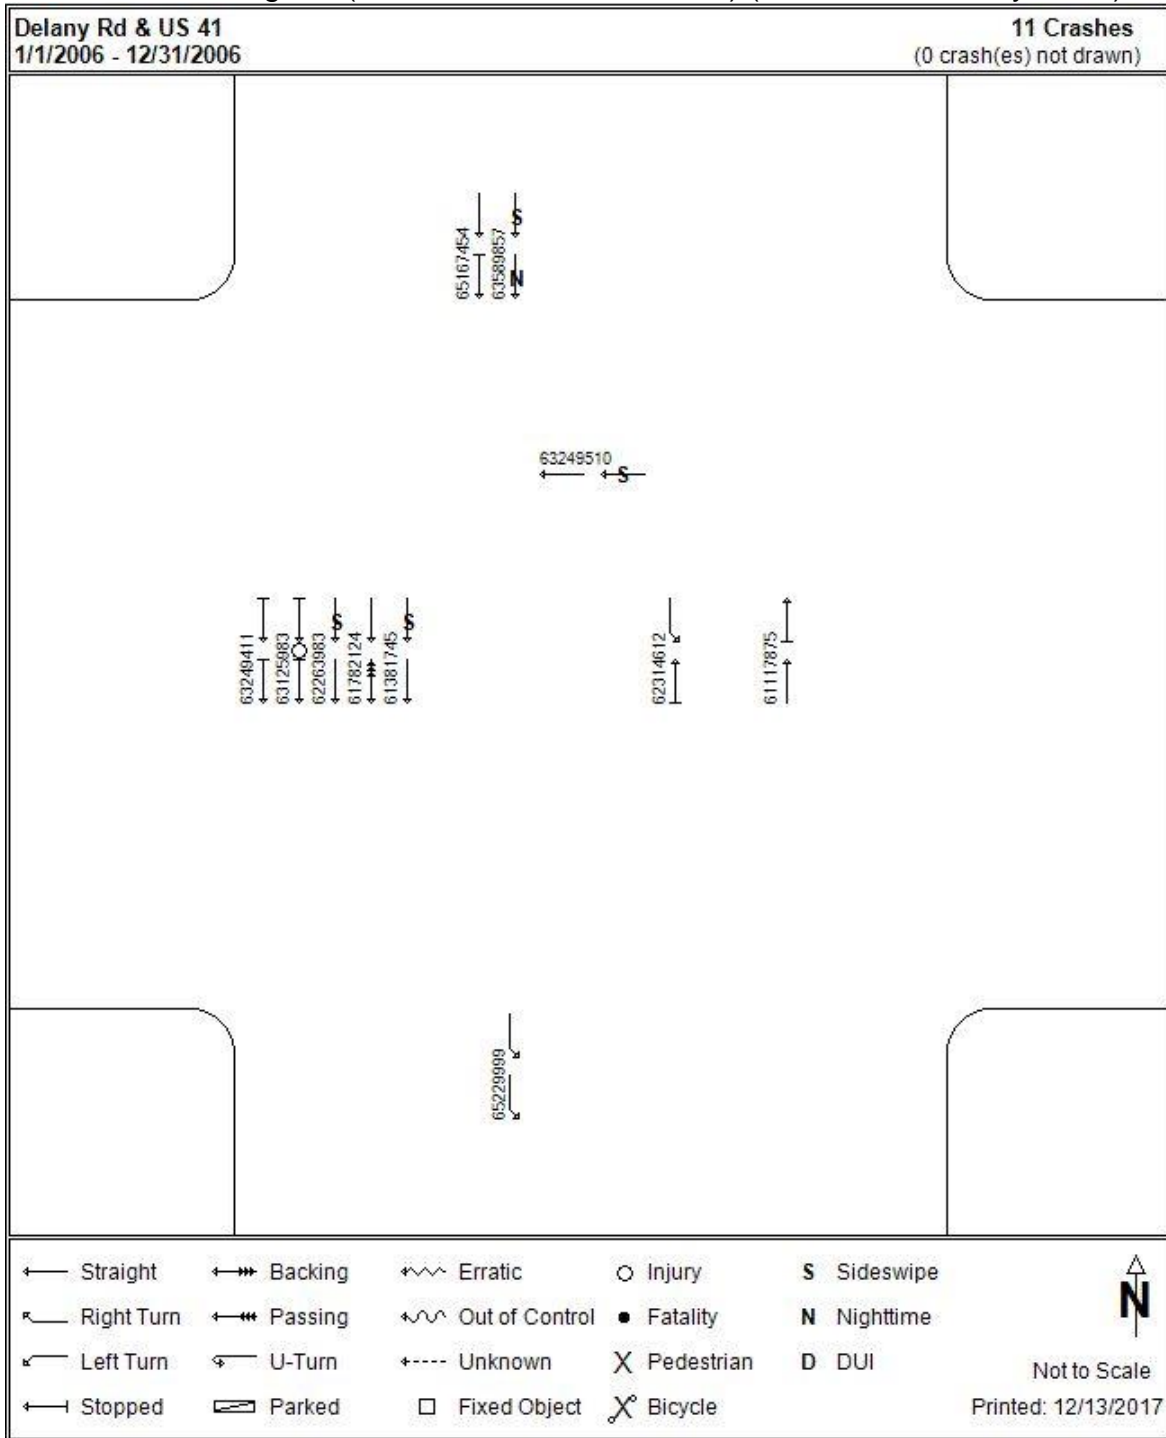 Delany Rd & US 41
11 Crashes
1/1/2006 - 12/31/2006
(0 crash(es) not drawn)
65167454
63589857
S
N
63249510
S
63249411
63125983
62263983
S
61782124
61381745
S
62314612
61117875
65229999
Straight
Backing
Erratic
Injury
S Sideswipe
Right Turn
Passing
Out of Control
Fatality
N Nighttime
Left Turn
U-Turn
Unknown
Pedestrian
D DUI
Stopped
Parked
Fixed Object
Bicycle
N
Not to Scale
Printed: 12/13/2017